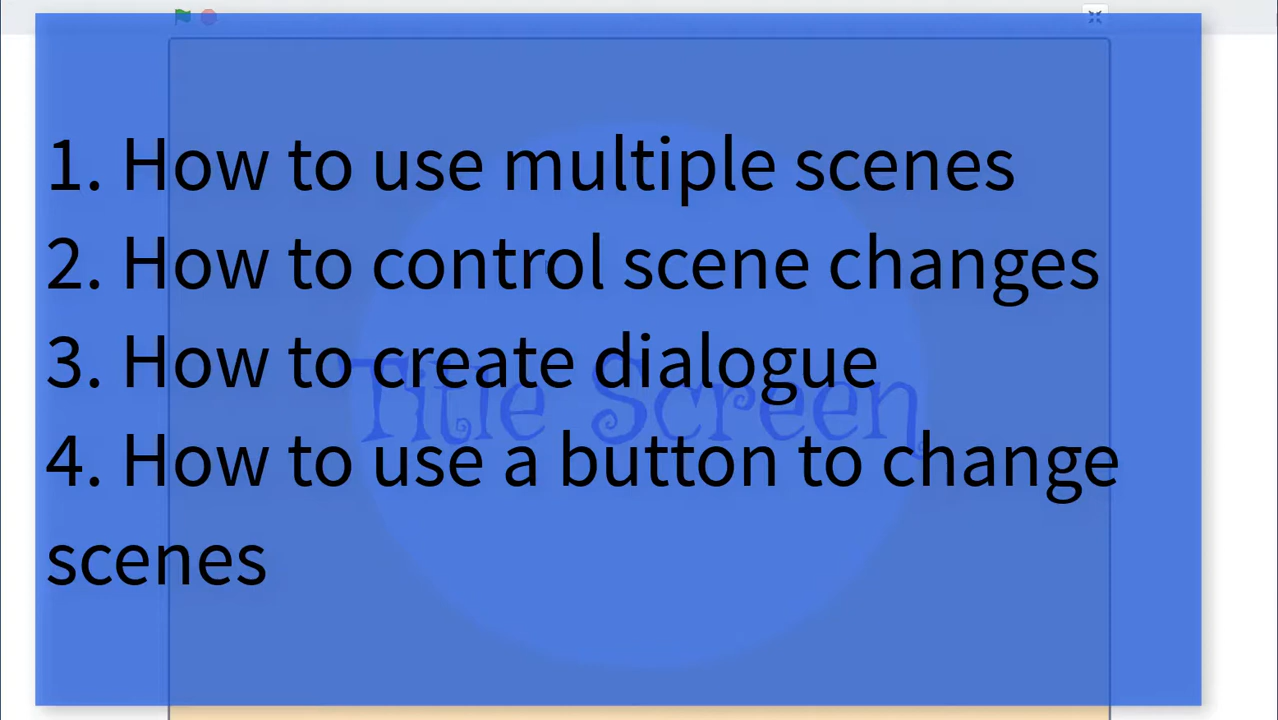 1. How to use multiple scenes
2. How to control scene changes
3. How to create dialogue
Title Screen
4. How to use a button to change
scenes